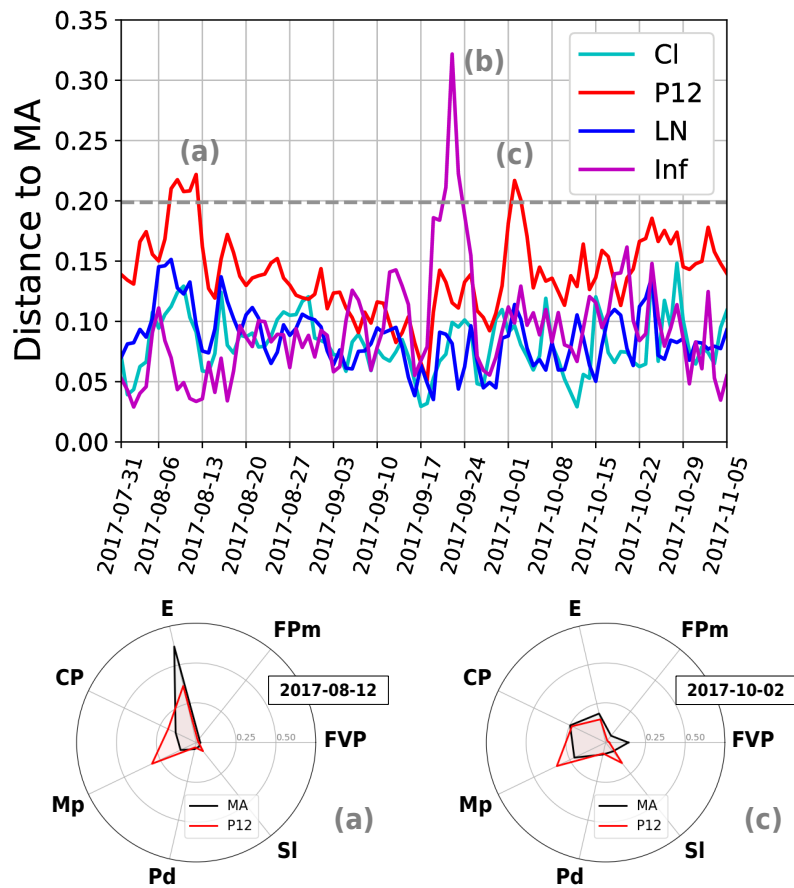 0.35
0.30
0.25
0.20
0.15
0.10
0.05
0.00
Distance to MA
(a)
(b)
(c)
Cl
P12
LN
Inf
2017-07-31
2017-08-06
2017-08-13
2017-08-20
2017-08-27
2017-09-03
2017-09-10
2017-09-17
2017-09-24
2017-10-01
2017-10-08
2017-10-15
2017-10-22
2017-10-29
2017-11-05
E
FPm
CP
2017-08-12
0.25
0.50
FVP
Mp
MA
P12
(a)
Sl
Pd
E
FPm
CP
2017-10-02
0.25
0.50
FVP
Mp
MA
P12
(c)
Sl
Pd